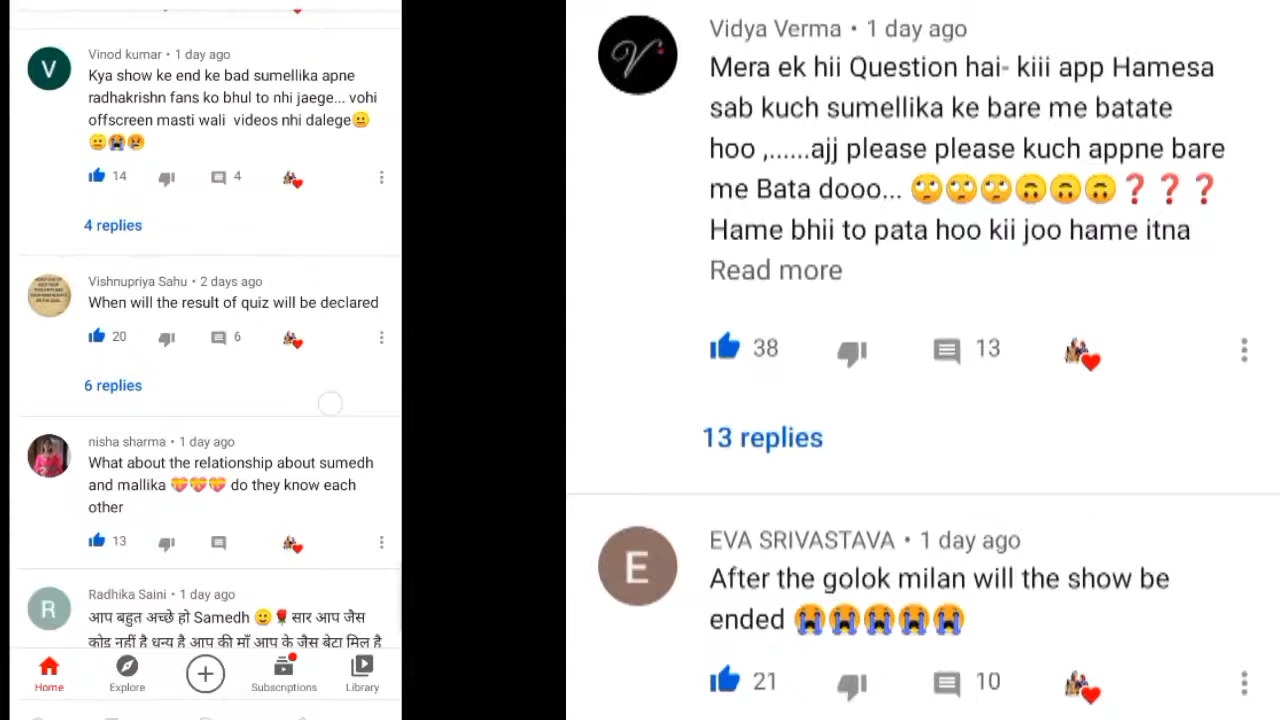 Vinod kumar • 1 day ago
Kya show ke end ke bad sumellika apne
radhakrishn fans ko bhul to nhi jaege... vohi
offscreen masti wali videos nhi dalege😐
😐😭😢
14 4
4 replies
Vishnupriya Sahu • 2 days ago
When will the result of quiz will be declared
20 6
6 replies
nisha sharma • 1 day ago
What about the relationship about sumedh
and mallika 💝💝💝 do they know each
other
13
Radhika Saini • 1 day ago
आप बहुत अच्छे हो Samedh 🙂🌹 सार आप जैस
कोइ नहीं है धन्य है आप की माँ आप के जैस बेटा मिल है
Home Explore Subscriptions Library
Vidya Verma • 1 day ago
Mera ek hii Question hai- kiii app Hamesa
sab kuch sumellika ke bare me batate
hoo ,......ajj please please kuch appne bare
me Bata dooo... 🙄🙄🙄🙃🙃🙃❓❓❓
Hame bhii to pata hoo kii joo hame itna
Read more
38 13
13 replies
EVA SRIVASTAVA • 1 day ago
After the golok milan will the show be
ended 😭😭😭😭😭
21 10